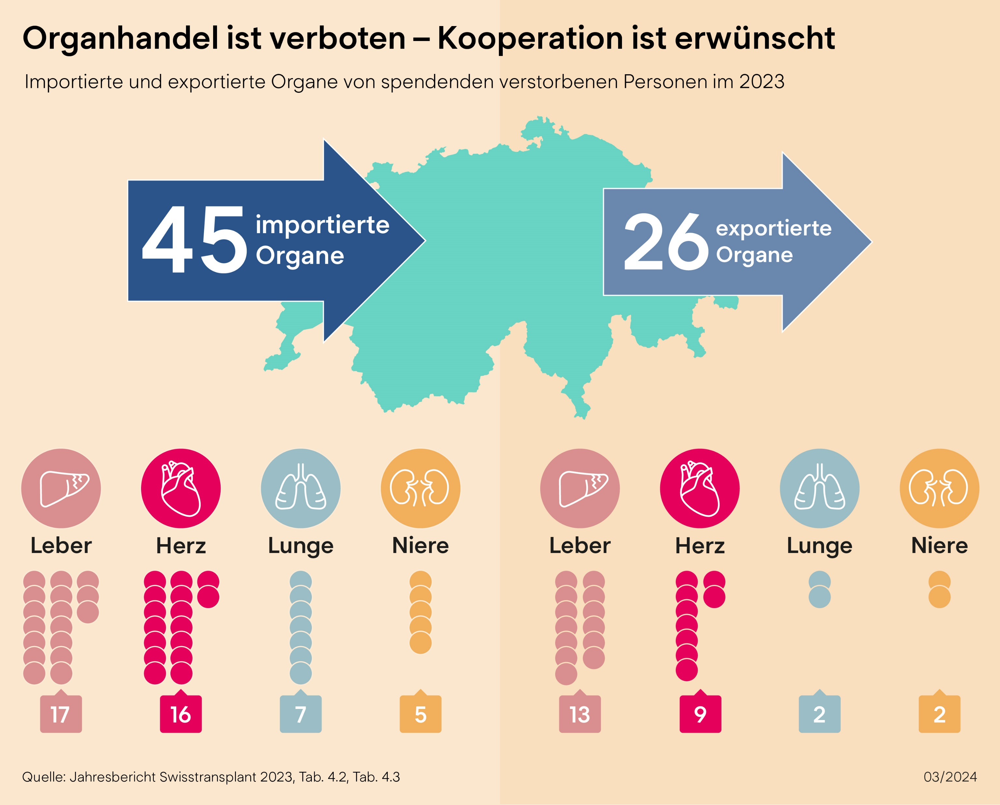 Organhandel ist verboten – Kooperation ist erwünscht
Importierte und exportierte Organe von spendenden verstorbenen Personen im 2023
45 importierte
Organe
26 exportierte
Organe
Leber Herz Lunge Niere Leber Herz Lunge Niere
17 16 7 5 13 9 2 2
Quelle: Jahresbericht Swisstransplant 2023, Tab. 4.2, Tab. 4.3
03/2024